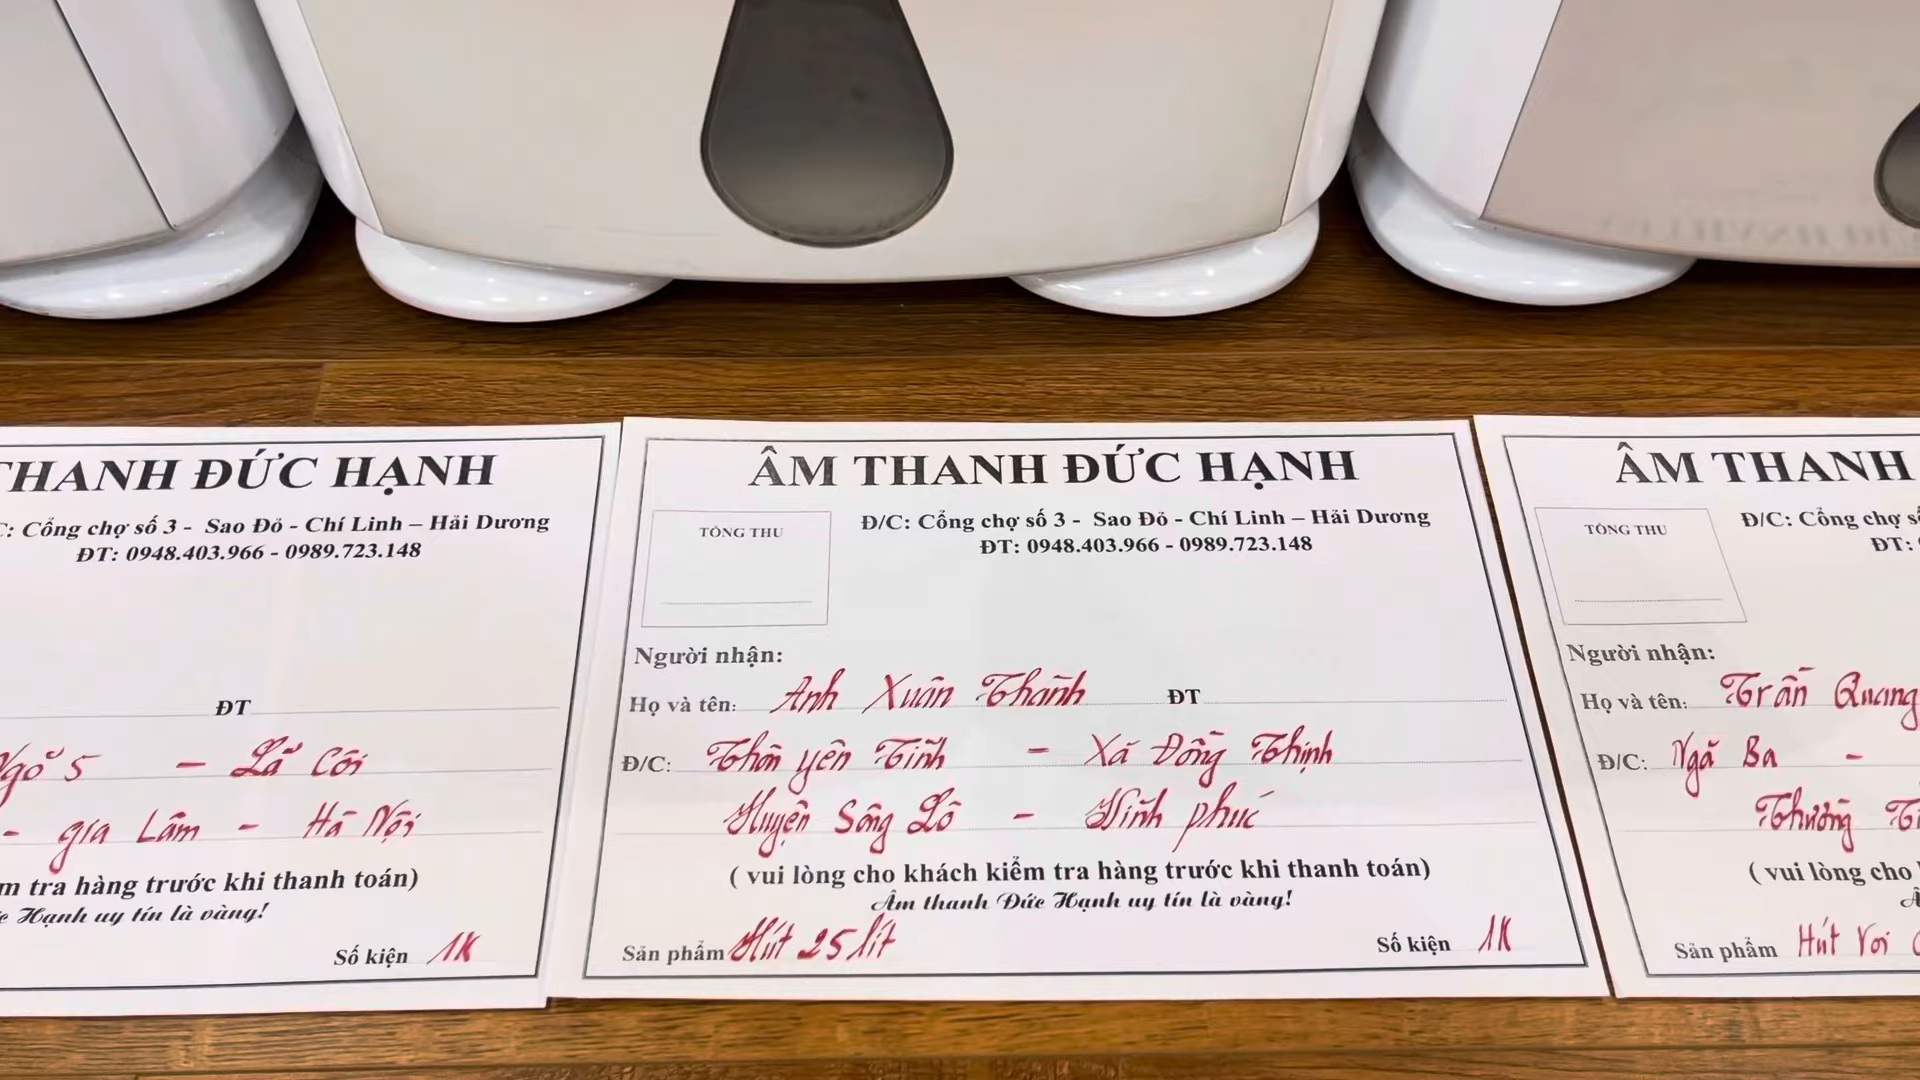 THANH ĐỨC HẠNH
C: Cổng chợ số 3 - Sao Đỏ - Chí Linh – Hải Dương
ĐT: 0948.403.966 - 0989.723.148
ĐT
Ngõ 5 - Lã Côi
- Gia Lâm - Hà Nội
m tra hàng trước khi thanh toán)
c Hạnh uy tín là vàng!
Số kiện 1K
ÂM THANH ĐỨC HẠNH
TỔNG THU
Đ/C: Cổng chợ số 3 - Sao Đỏ - Chí Linh – Hải Dương
ĐT: 0948.403.966 - 0989.723.148
Người nhận:
Họ và tên: Anh Xuân Thành ĐT
Đ/C: Thôn yên Tĩnh - Xã Đồng Thịnh
Huyện Sông Lô - Vĩnh phúc
( vui lòng cho khách kiểm tra hàng trước khi thanh toán)
Âm thanh Đức Hạnh uy tín là vàng!
Sản phẩm Hút 25 lít Số kiện 1K
ÂM THANH
TỔNG THU
Đ/C: Cổng chợ s
ĐT:
Người nhận:
Họ và tên: Trần Quang
Đ/C: Ngã Ba -
Thường T
( vui lòng cho
Sản phẩm Hút Voi